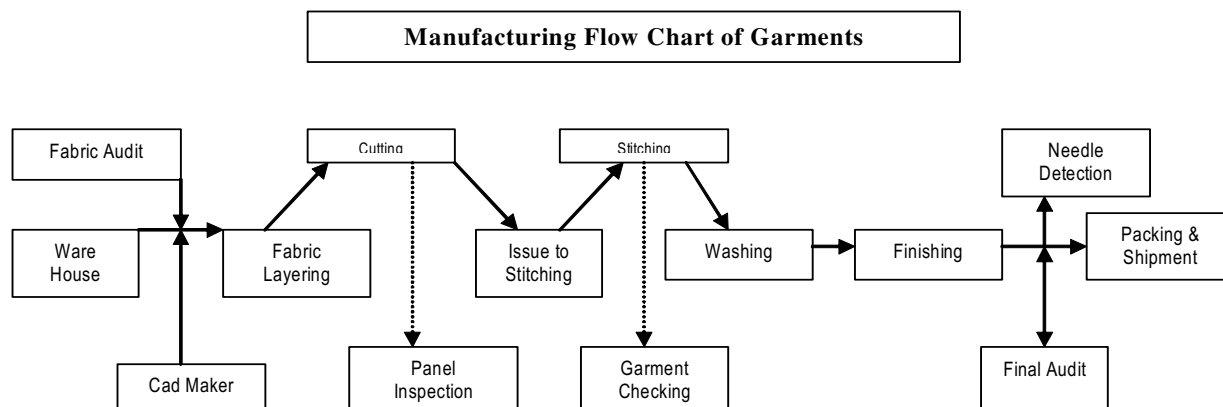 Manufacturing Flow Chart of Garments
Fabric Audit
Cutting
Stitching
Needle
Detection
Ware
House
Fabric
Layering
Issue to
Stitching
Washing
Finishing
Packing &
Shipment
Cad Maker
Panel
Inspection
Garment
Checking
Final Audit